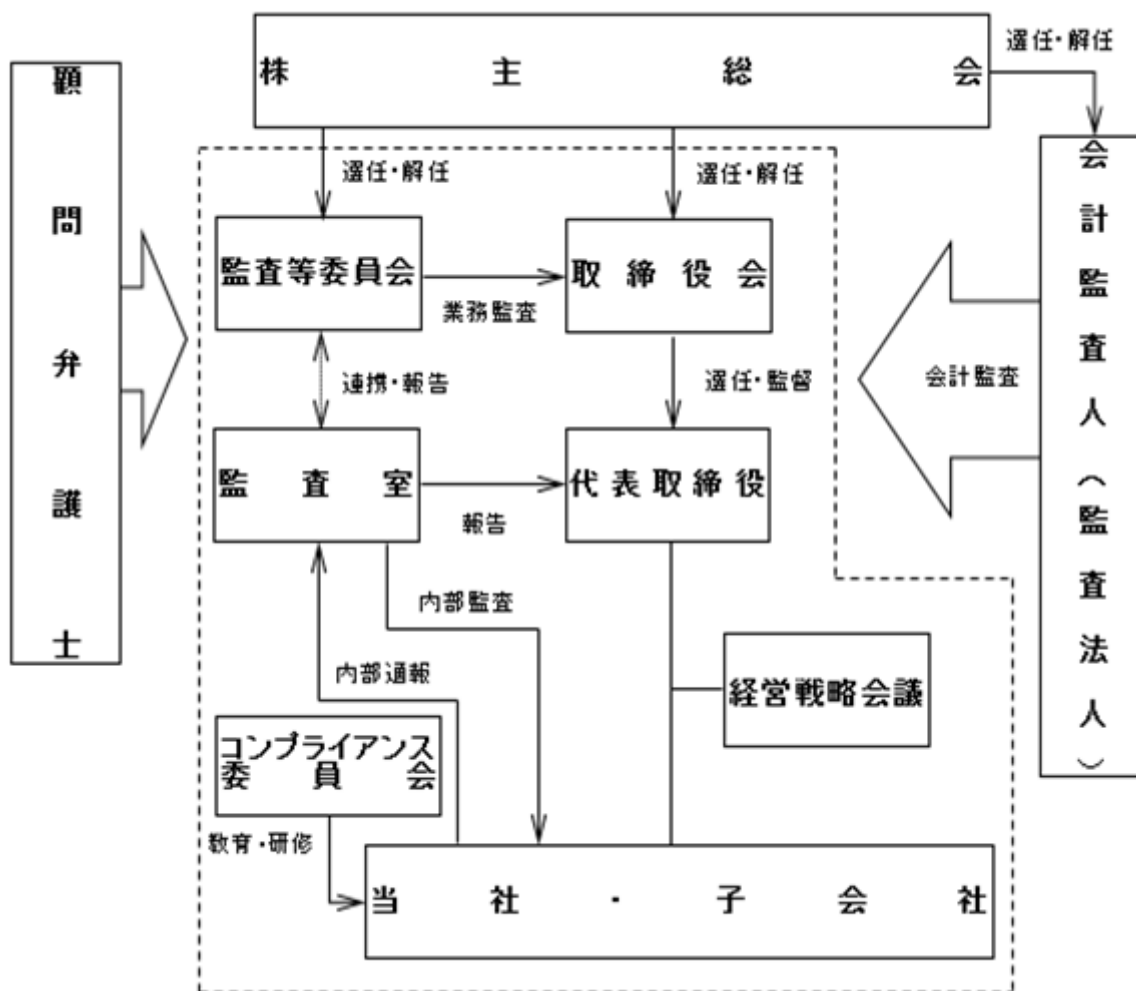 選任・解任
株主総会
顧問弁護士
選任・解任
選任・解任
会計監査人（監査法人）
監査等委員会
取締役会
業務監査
会計監査
連携・報告
選任・監督
監査室
代表取締役
報告
内部監査
内部通報
経営戦略会議
コンプライアンス
委員会
教育・研修
当社・子会社